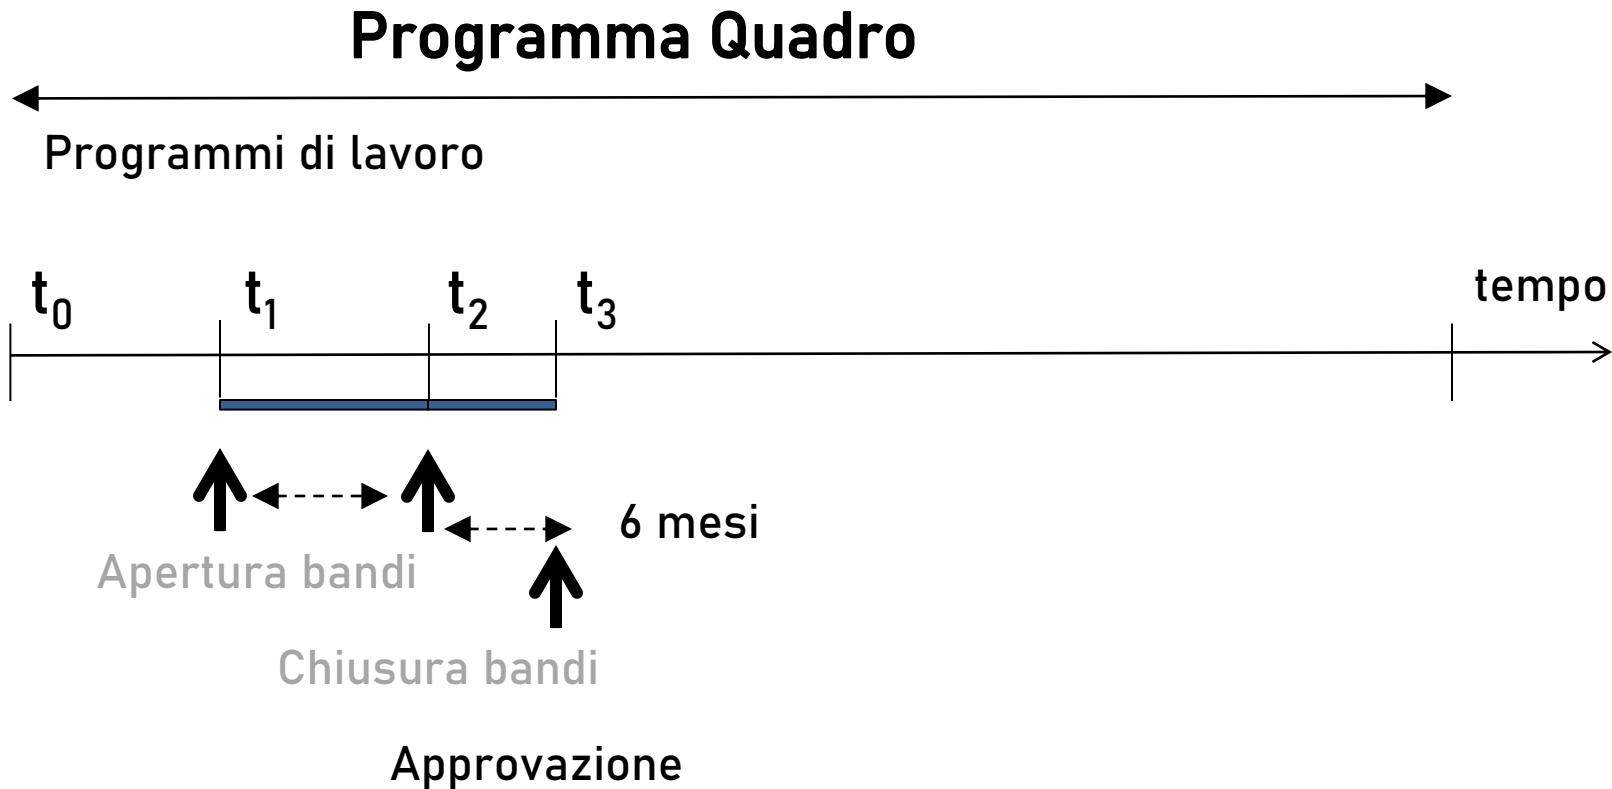 Programma Quadro
Programmi di lavoro
t0 t1 t2 t3 tempo
6 mesi
Apertura bandi
Chiusura bandi
Approvazione